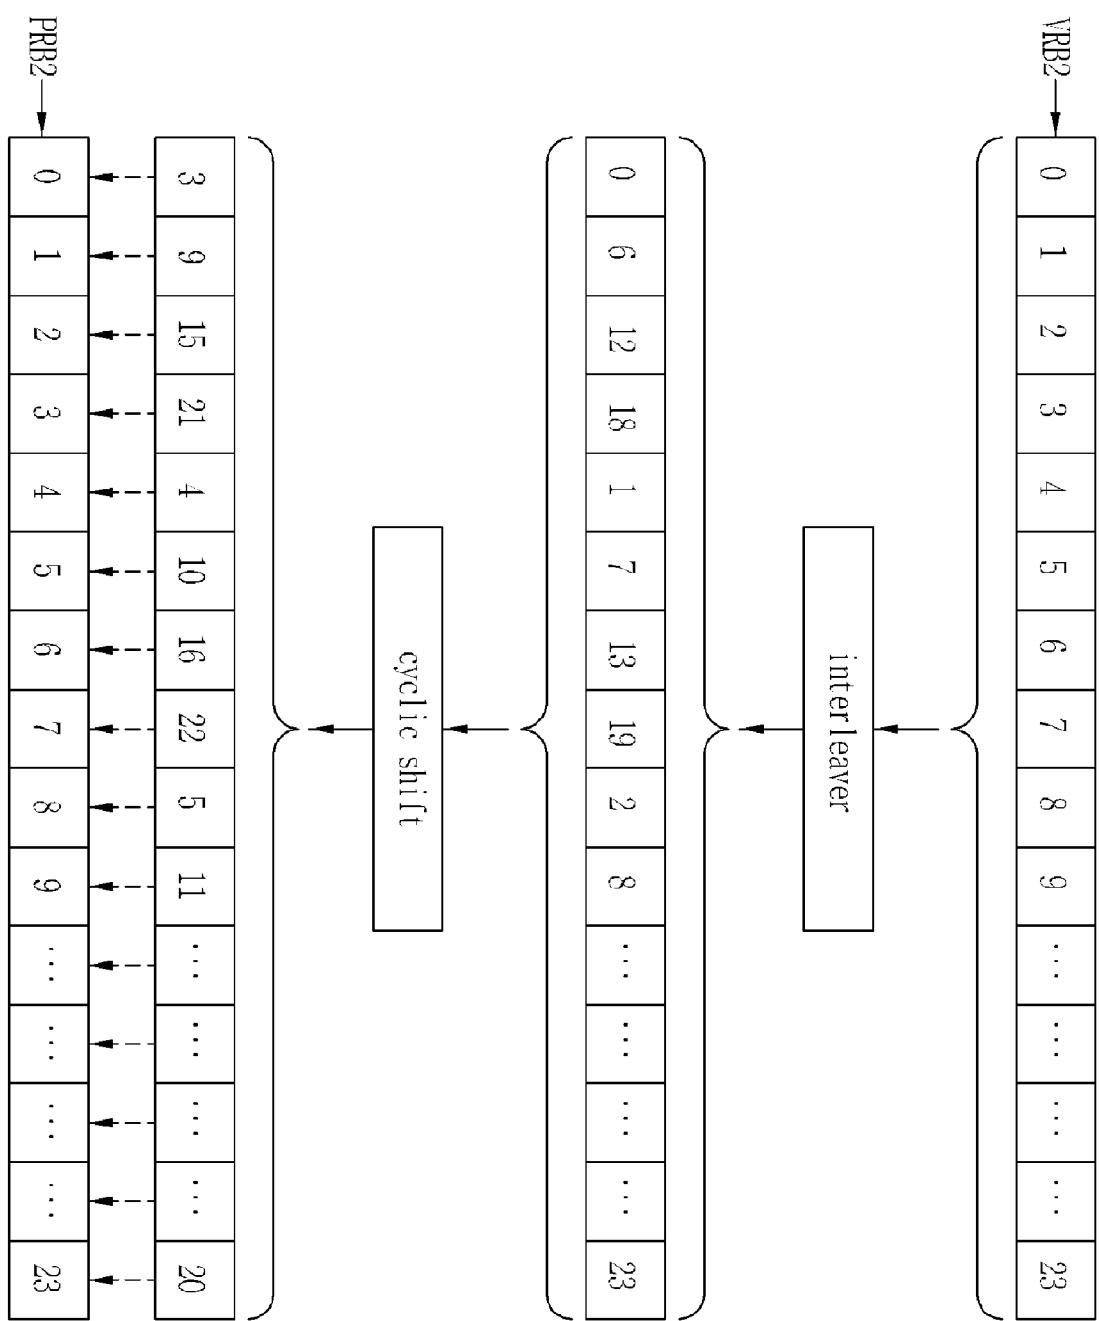 VRB2
0 1 2 3 4 5 6 7 8 9 ... ... ... ... 23
interleaver
0 6 12 18 1 7 13 19 2 8 ... ... ... ... 23
cyclic shift
3 9 15 21 4 10 16 22 5 11 ... ... ... ... 20
PRB2
0 1 2 3 4 5 6 7 8 9 ... ... ... ... 23